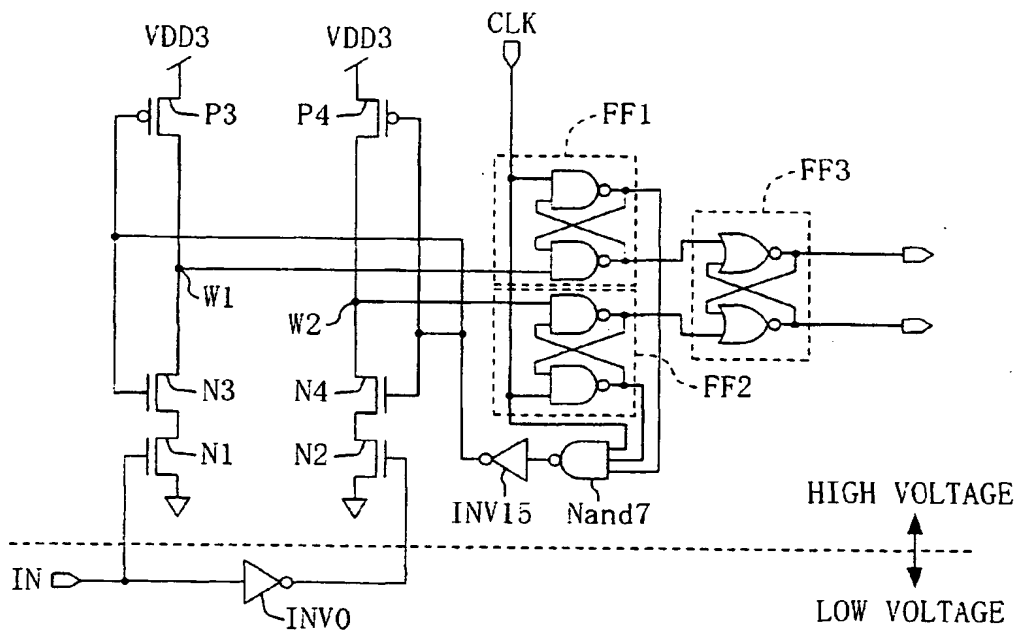 CLK
VDD3
VDD3
P3
P4
FF1
FF3
W1
W2
N3
N4
FF2
N1
N2
INV15
Nand7
HIGH VOLTAGE
IN
INV0
LOW VOLTAGE